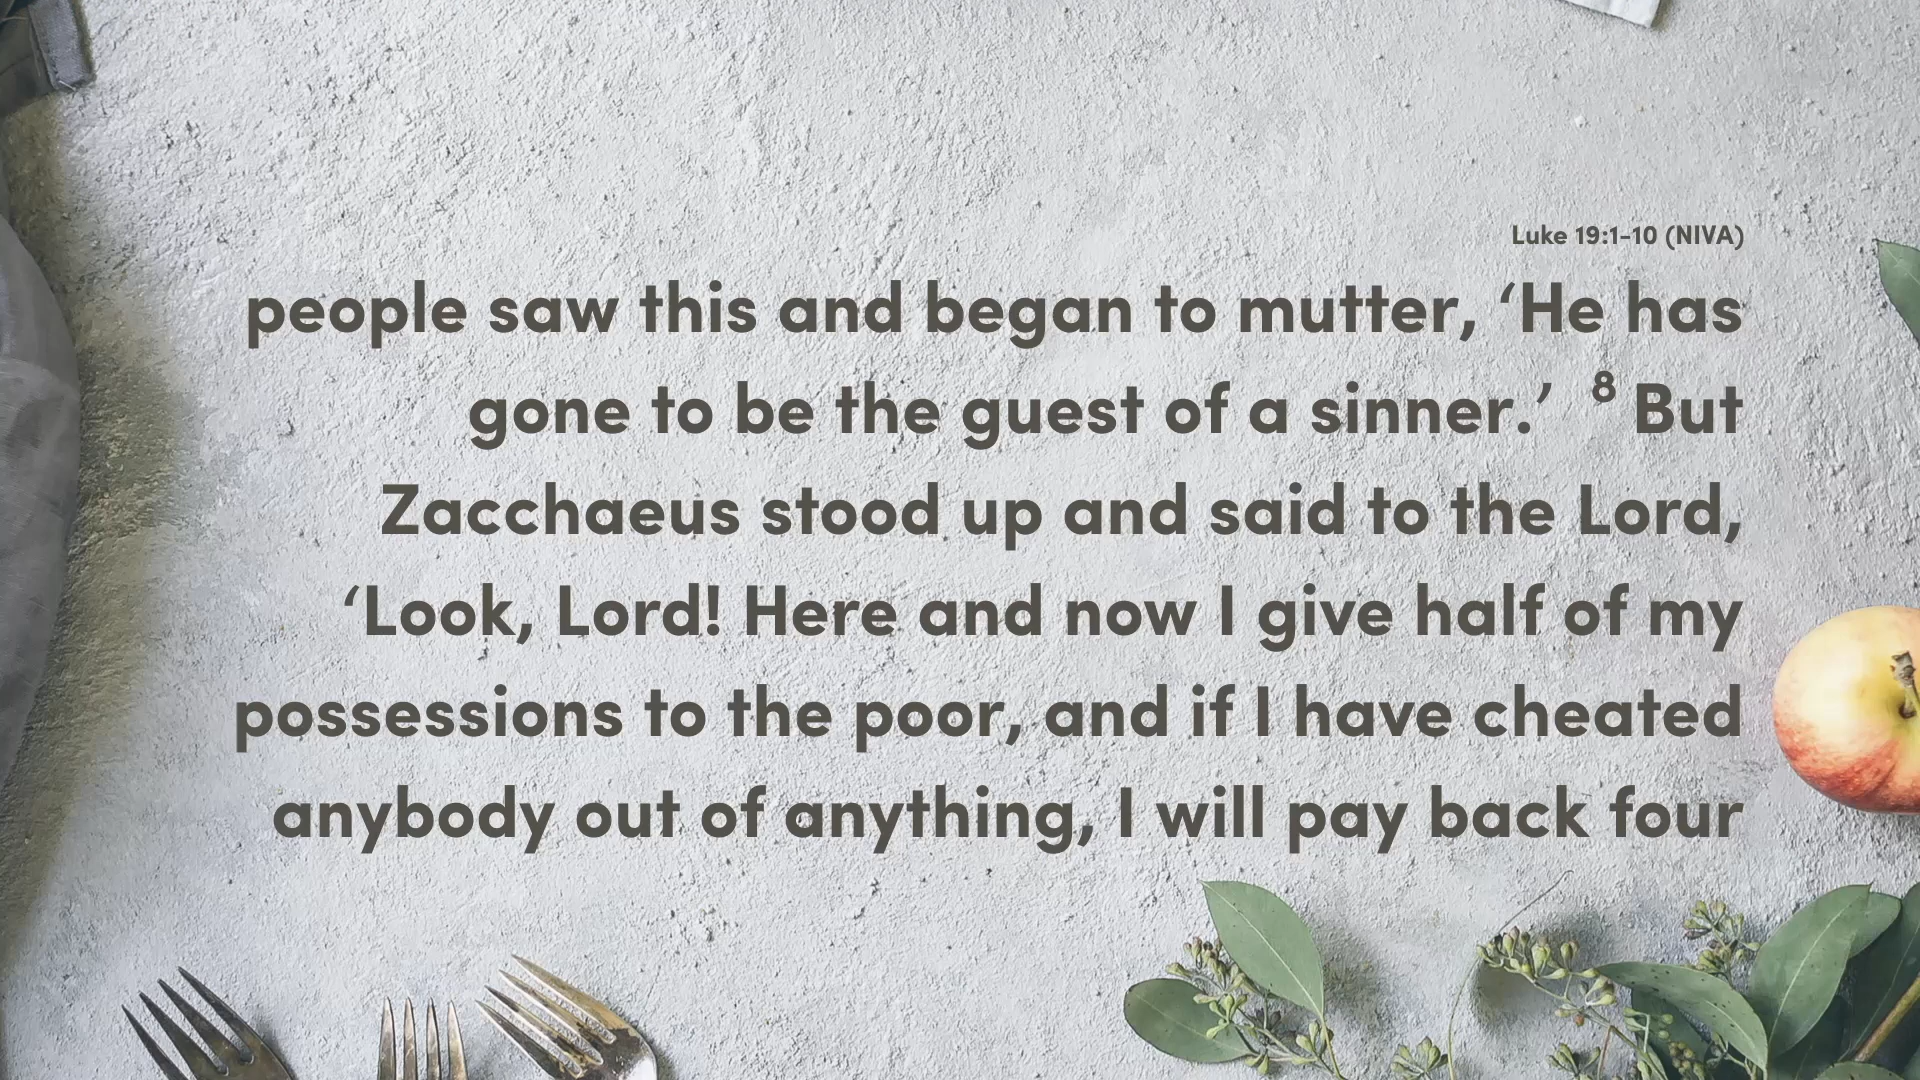 Luke 19:1-10 (NIVA)
people saw this and began to mutter, ‘He has
gone to be the guest of a sinner.’ ⁸ But
Zacchaeus stood up and said to the Lord,
‘Look, Lord! Here and now I give half of my
possessions to the poor, and if I have cheated
anybody out of anything, I will pay back four